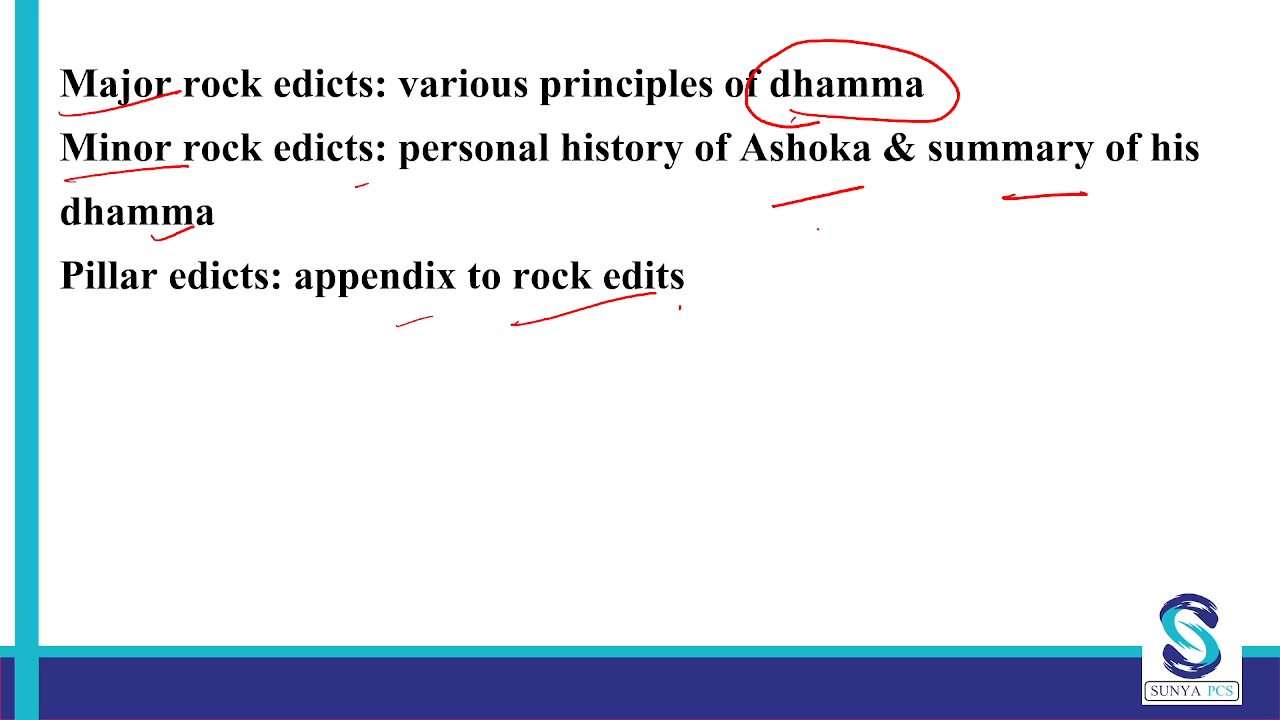 Major rock edicts: various principles of dhamma
Minor rock edicts: personal history of Ashoka & summary of his
dhamma
Pillar edicts: appendix to rock edits
SUNYA PCS